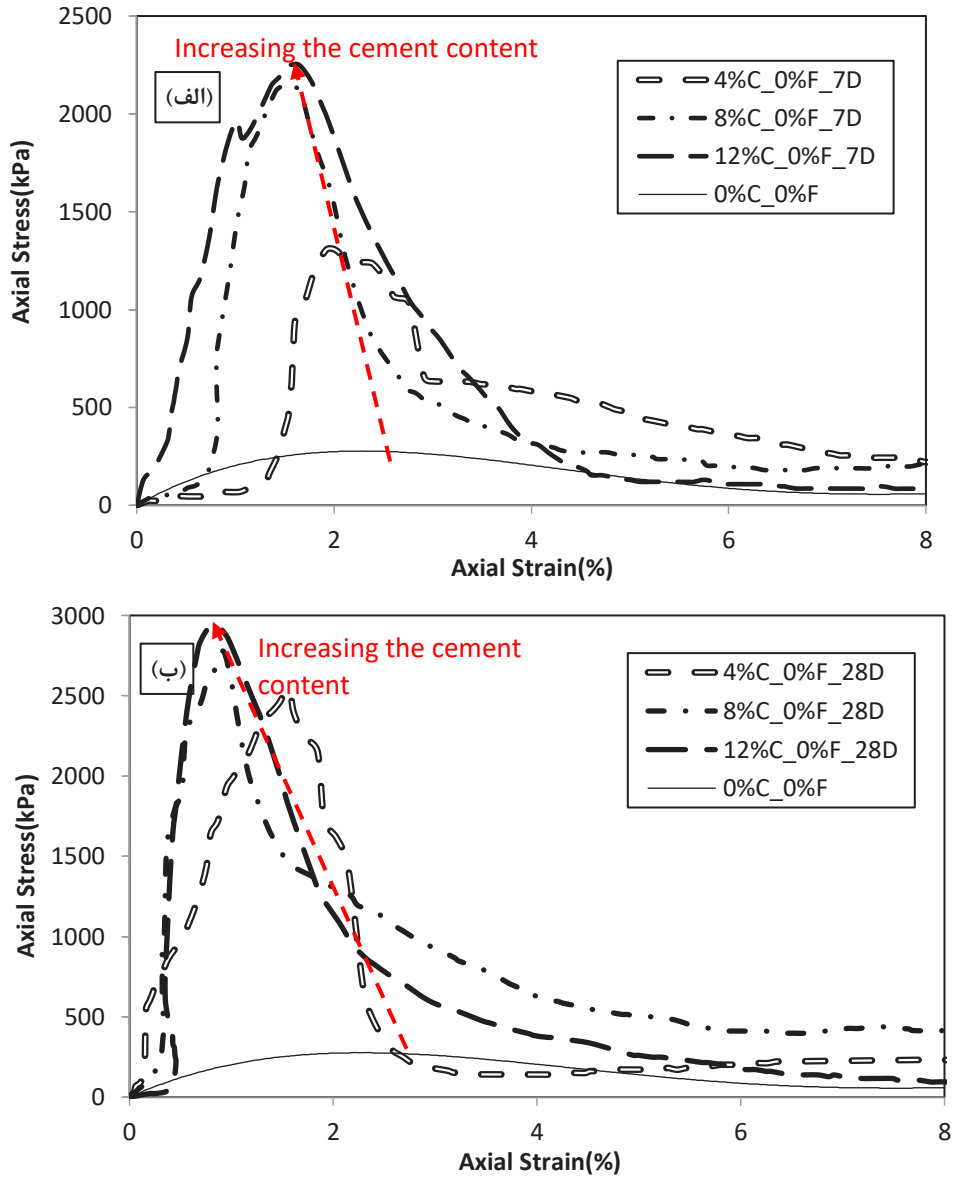 2500
Increasing the cement content
(الف)
4%C_0%F_7D
8%C_0%F_7D
12%C_0%F_7D
0%C_0%F
2000
1500
1000
500
0
Axial Stress(kPa)
0 2 4 6 8
Axial Strain(%)
3000
Increasing the cement
content
(ب)
4%C_0%F_28D
8%C_0%F_28D
12%C_0%F_28D
0%C_0%F
2500
2000
1500
1000
500
0
Axial Stress(kPa)
0 2 4 6 8
Axial Strain(%)